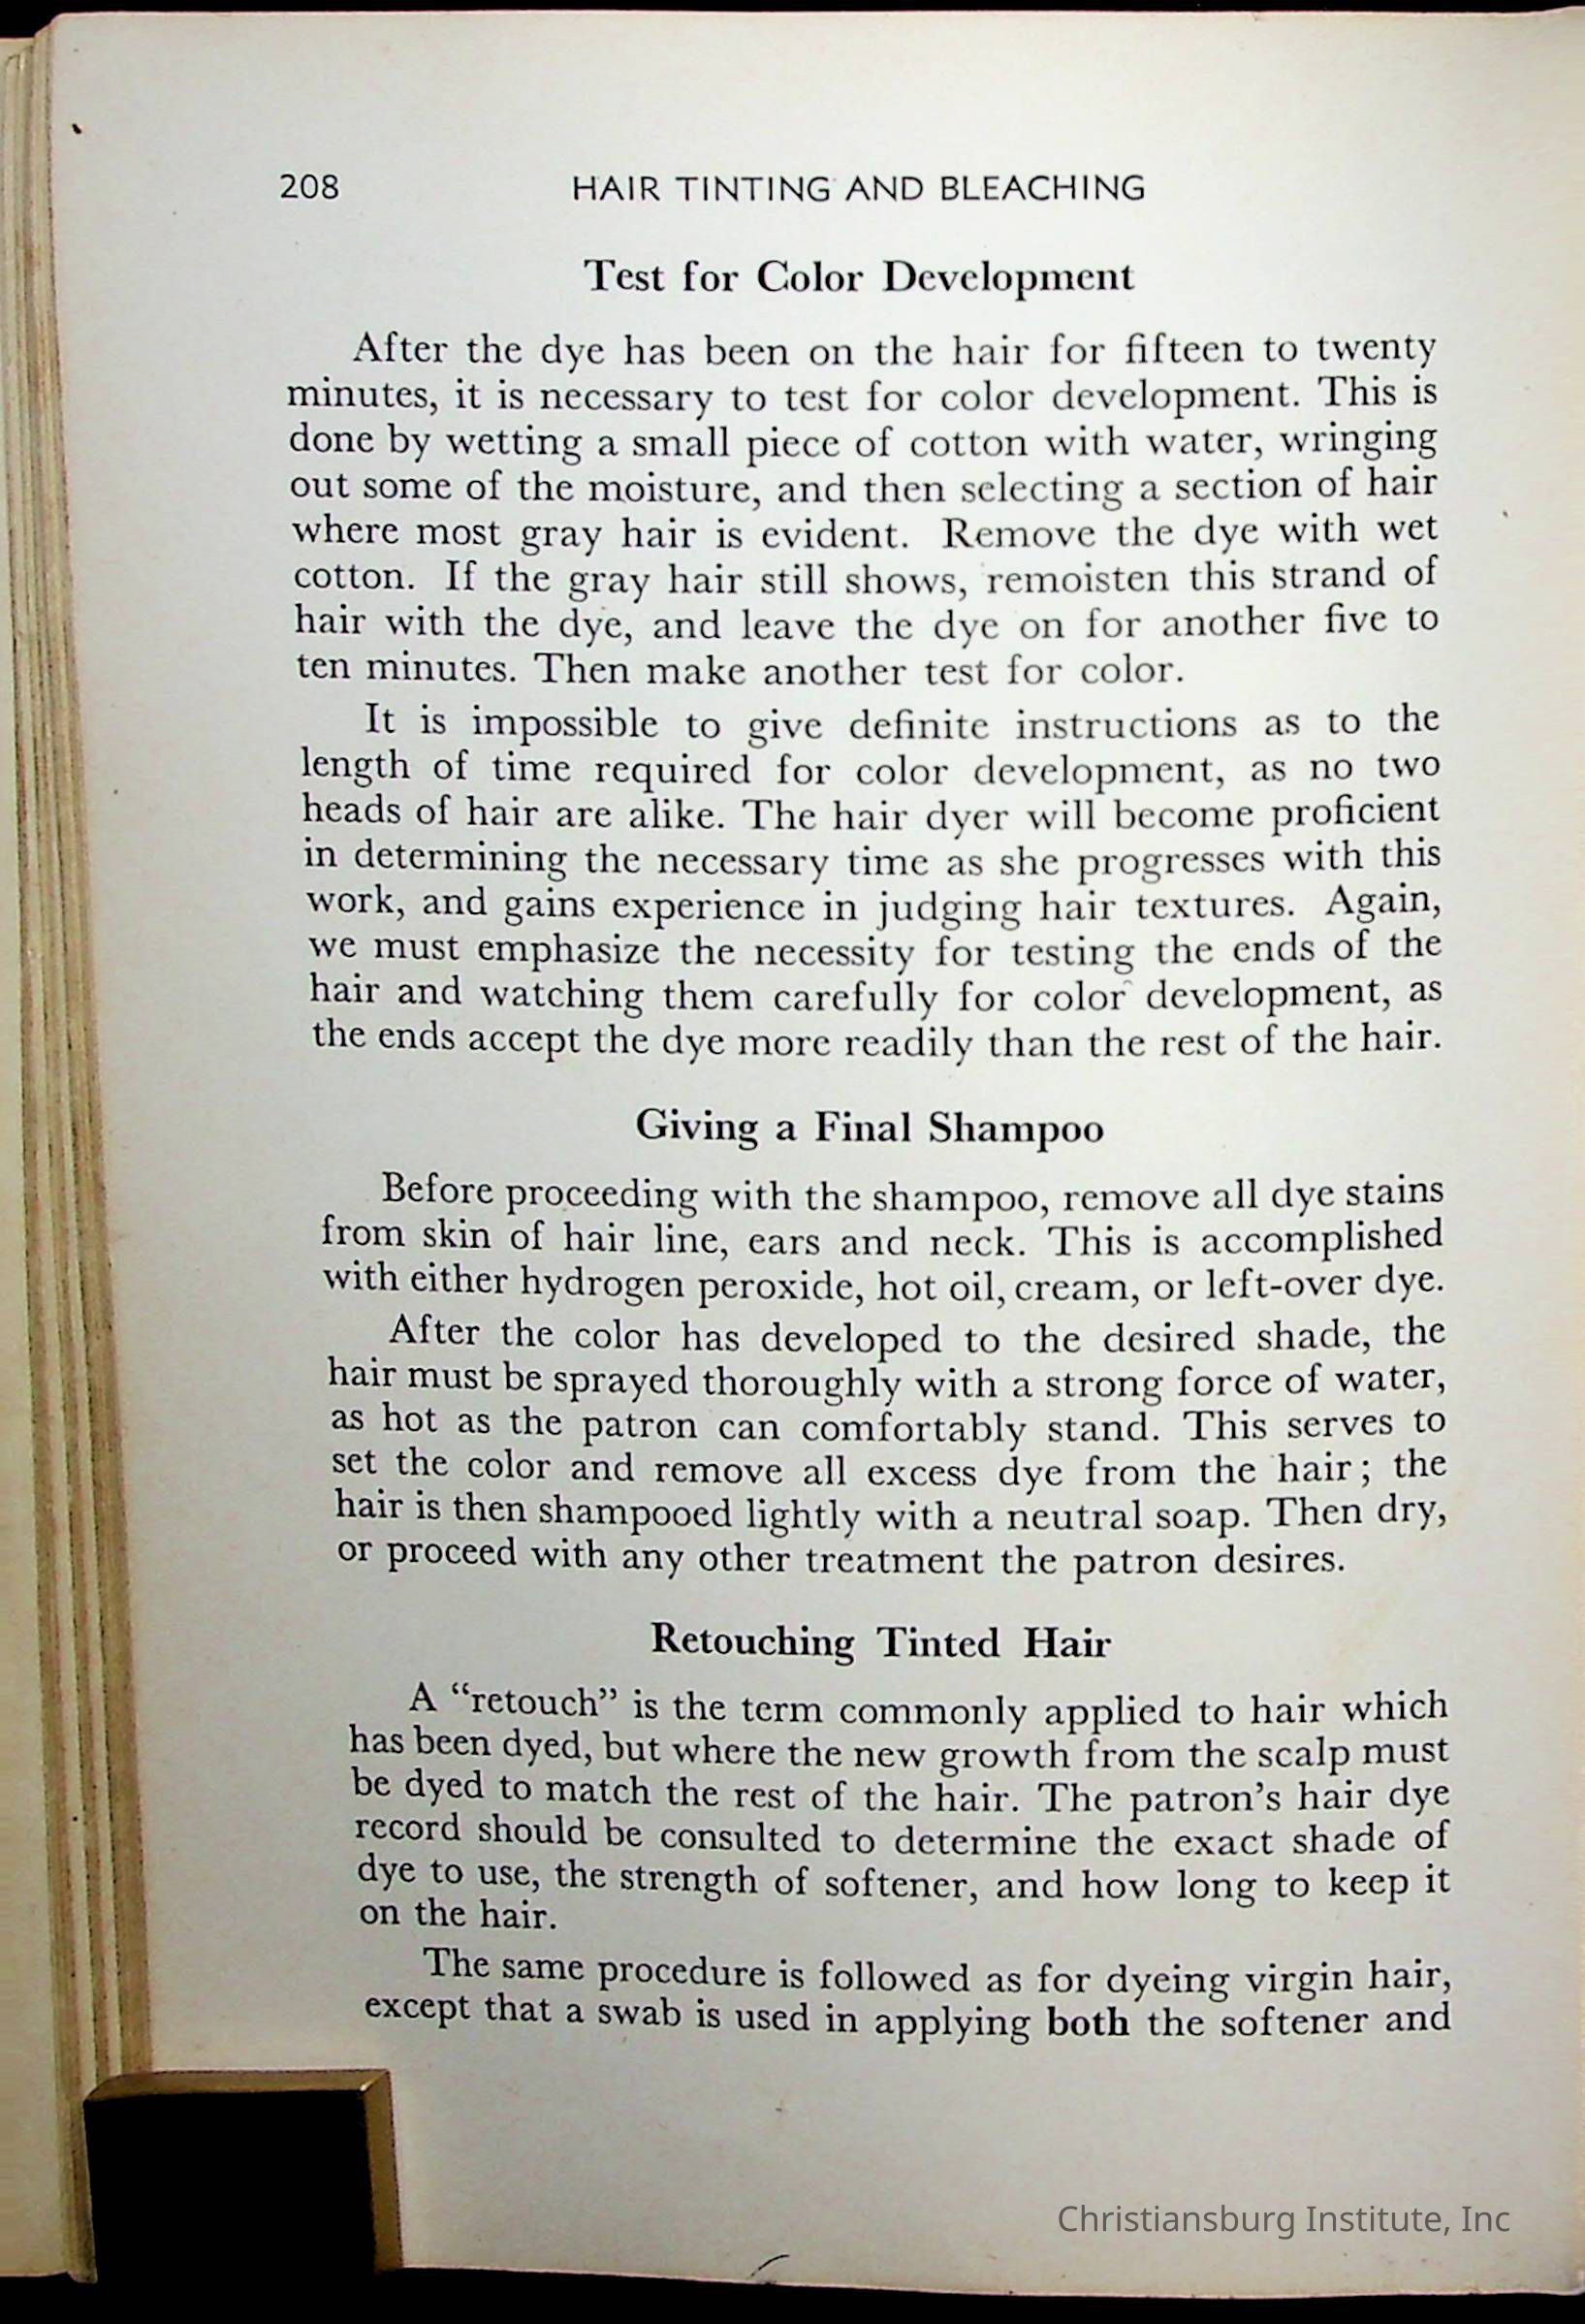 208 HAIR TINTING AND BLEACHING
Test for Color Development
After the dye has been on the hair for fifteen to twenty
minutes, it is necessary to test for color development. This is
done by wetting a small piece of cotton with water, wringing
out some of the moisture, and then selecting a section of hair
where most gray hair is evident. Remove the dye with wet
cotton. If the gray hair still shows, remoisten this strand of
hair with the dye, and leave the dye on for another five to
ten minutes. Then make another test for color.
It is impossible to give definite instructions as to the
length of time required for color development, as no two
heads of hair are alike. The hair dyer will become proficient
in determining the necessary time as she progresses with this
work, and gains experience in judging hair textures. Again,
we must emphasize the necessity for testing the ends of the
hair and watching them carefully for color development, as
the ends accept the dye more readily than the rest of the hair.
Giving a Final Shampoo
Before proceeding with the shampoo, remove all dye stains
from skin of hair line, ears and neck. This is accomplished
with either hydrogen peroxide, hot oil, cream, or left-over dye.
After the color has developed to the desired shade, the
hair must be sprayed thoroughly with a strong force of water,
as hot as the patron can comfortably stand. This serves to
set the color and remove all excess dye from the hair; the
hair is then shampooed lightly with a neutral soap. Then dry,
or proceed with any other treatment the patron desires.
Retouching Tinted Hair
A “retouch” is the term commonly applied to hair which
has been dyed, but where the new growth from the scalp must
be dyed to match the rest of the hair. The patron’s hair dye
record should be consulted to determine the exact shade of
dye to use, the strength of softener, and how long to keep it
on the hair.
The same procedure is followed as for dyeing virgin hair,
except that a swab is used in applying both the softener and
Christiansburg Institute, Inc